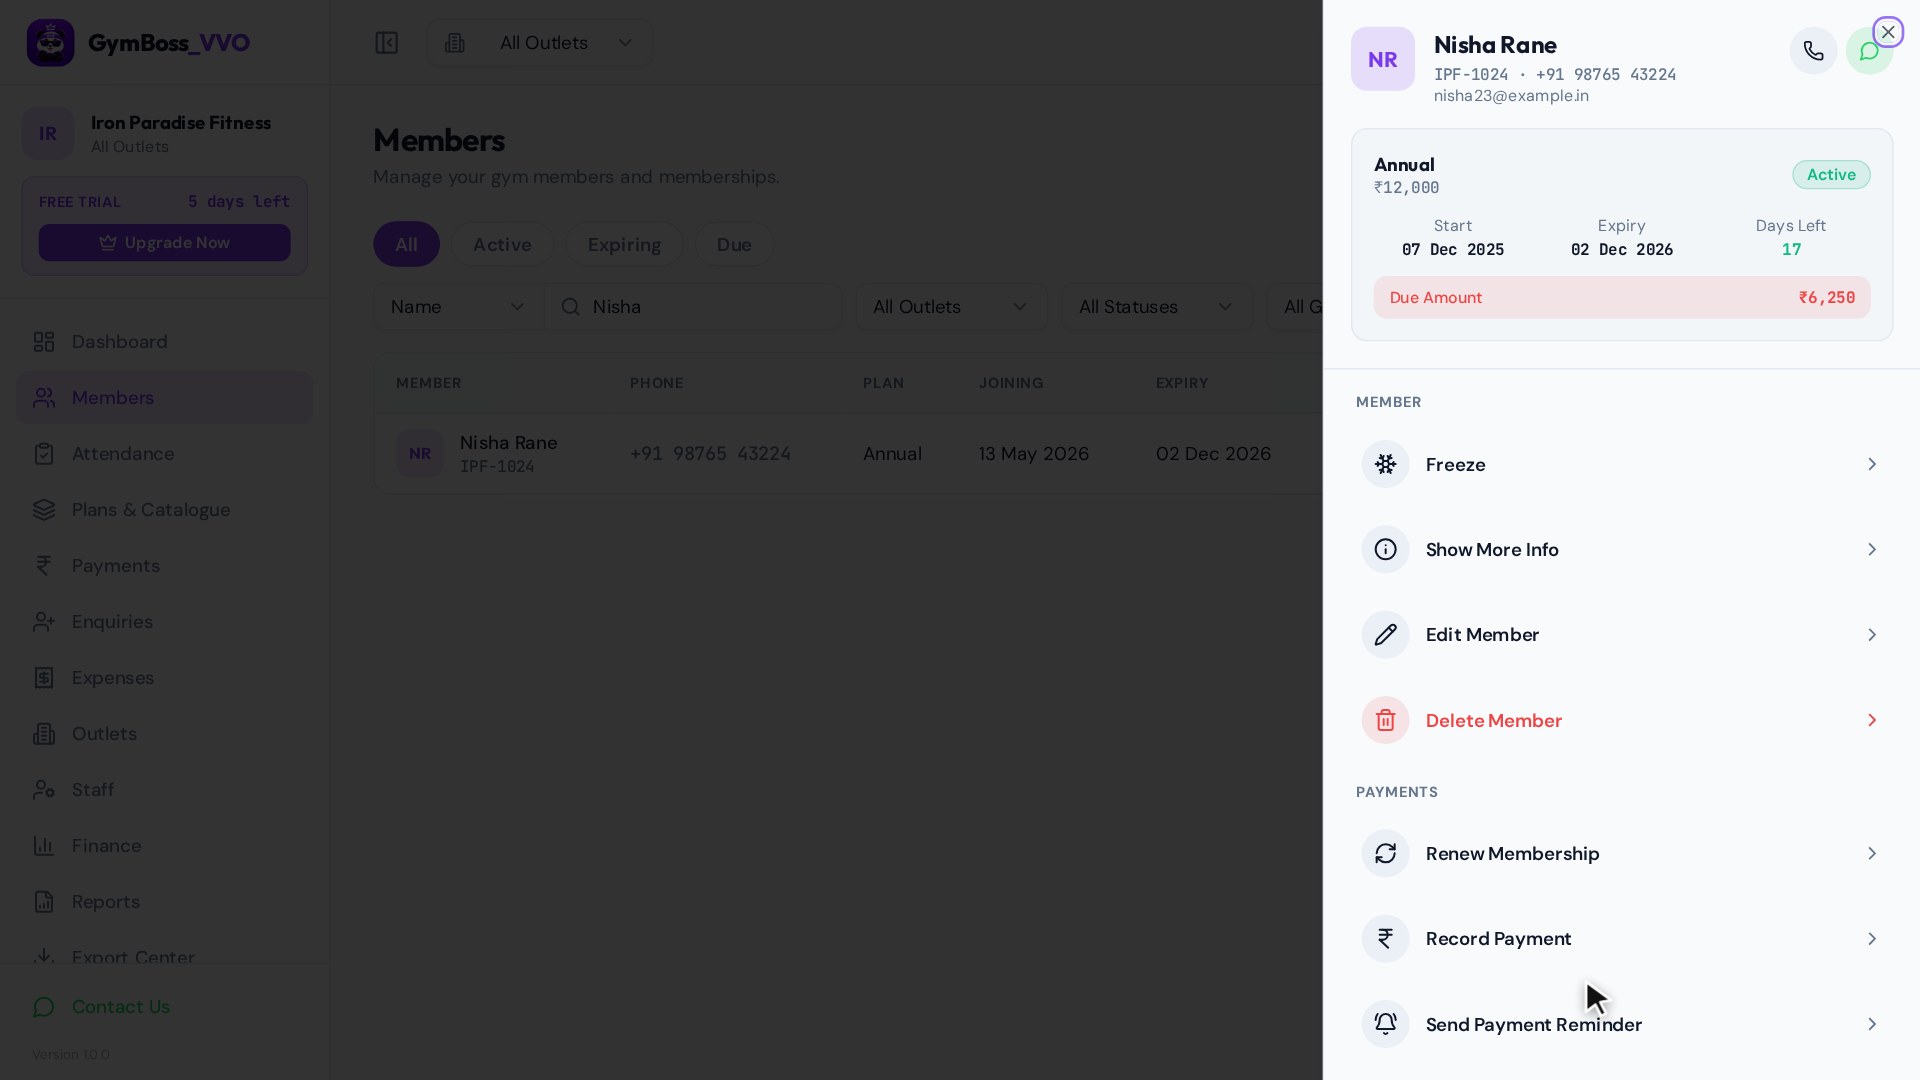 GymBoss_VVO
All Outlets
IR
Iron Paradise Fitness
All Outlets
FREE TRIAL
5 days left
Upgrade Now
Dashboard
Members
Attendance
Plans & Catalogue
Payments
Enquiries
Expenses
Outlets
Staff
Finance
Reports
Export Center
Contact Us
Version 1.0.0
Members
Manage your gym members and memberships.
All
Active
Expiring
Due
Name
Nisha
All Outlets
All Statuses
All G
MEMBER PHONE PLAN JOINING EXPIRY
NR
Nisha Rane
IPF-1024
+91 98765 43224
Annual
13 May 2026
02 Dec 2026
NR
Nisha Rane
IPF-1024 · +91 98765 43224
nisha23@example.in
Annual
₹12,000
Active
Start
07 Dec 2025
Expiry
02 Dec 2026
Days Left
17
Due Amount
₹6,250
MEMBER
Freeze
Show More Info
Edit Member
Delete Member
PAYMENTS
Renew Membership
Record Payment
Send Payment Reminder